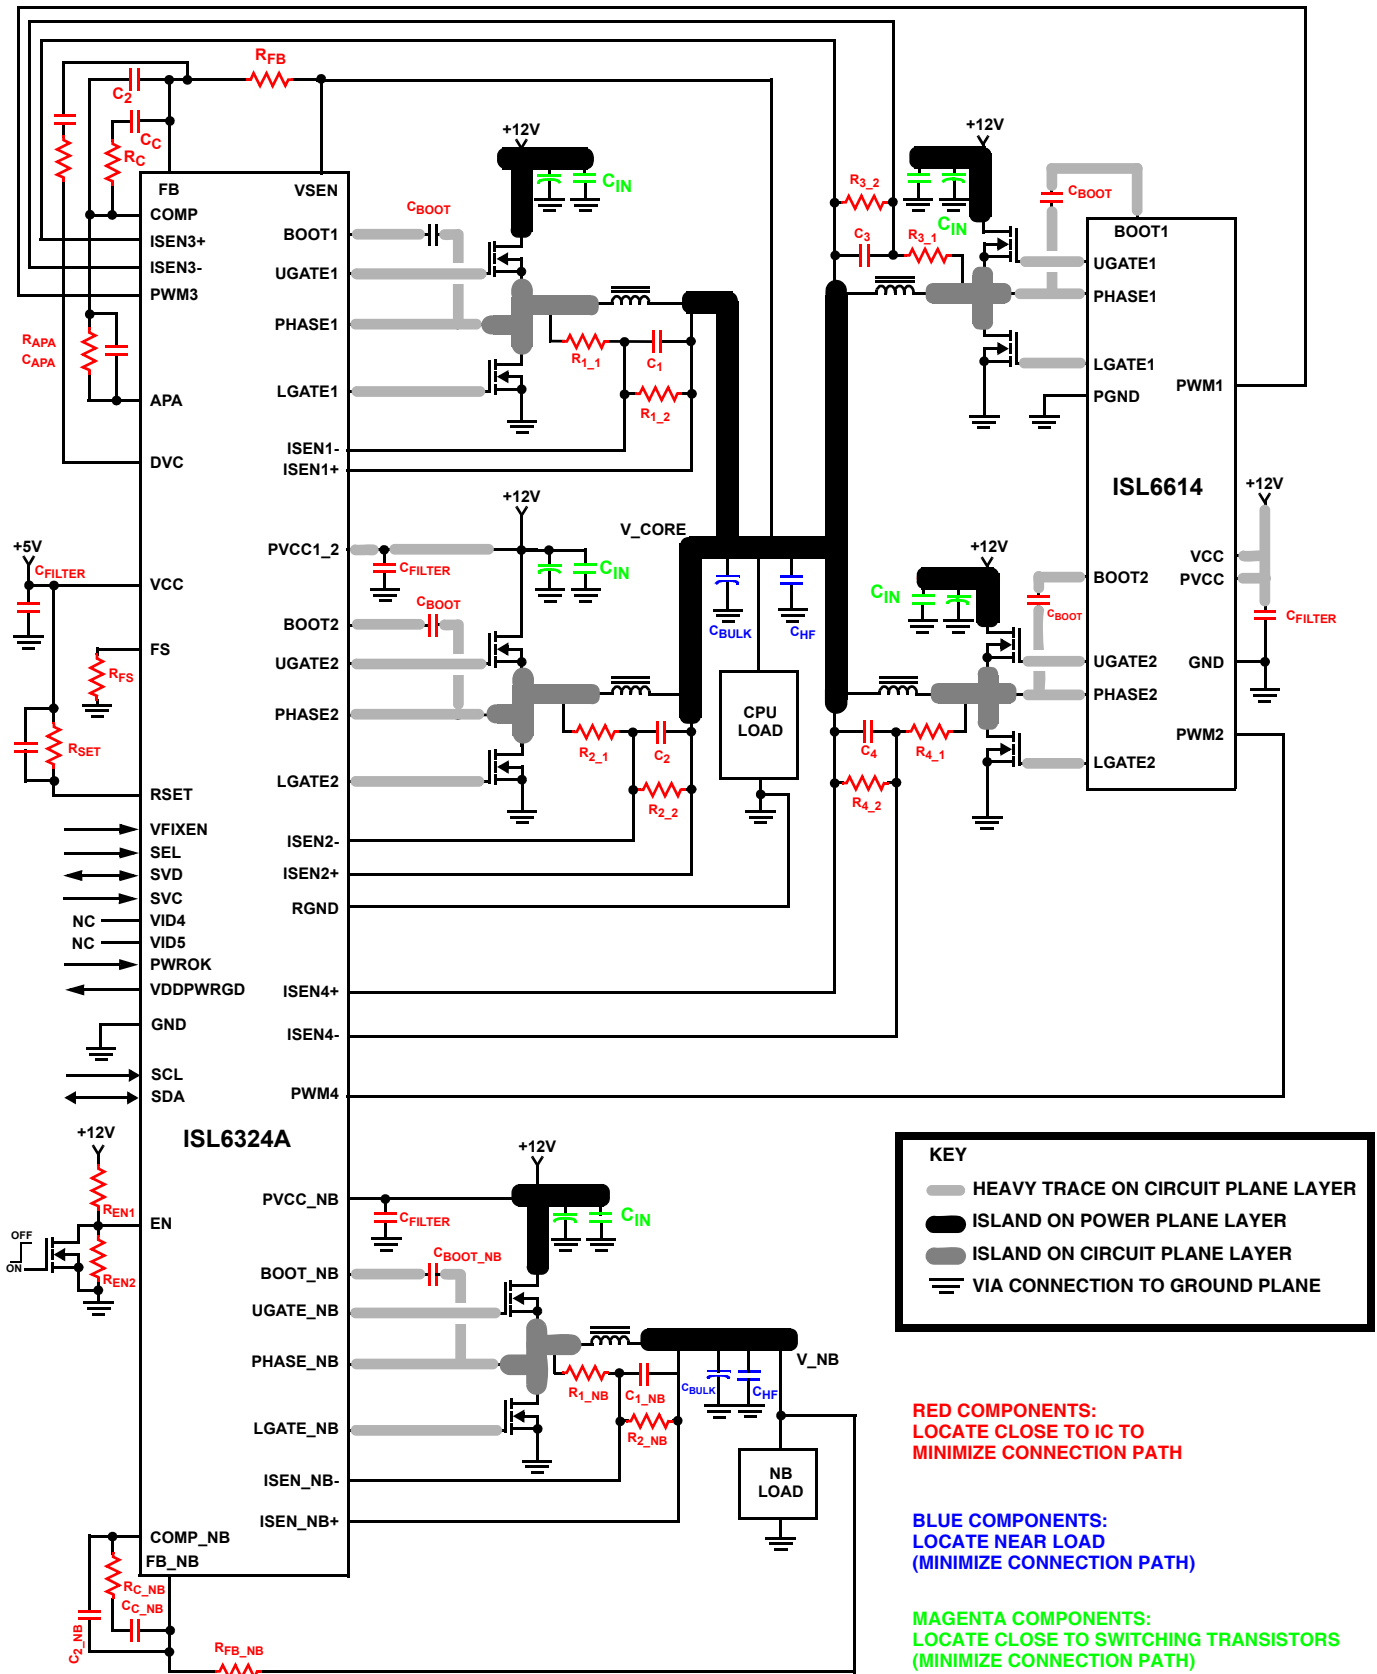 RFB
C2
CC
RC
FB
VSEN
COMP
ISEN3+
ISEN3-
PWM3
RAPA
CAPA
APA
DVC
+5V
CFILTER
VCC
FS
RFS
RSET
RSET
VFIXEN
SEL
SVD
SVC
NC
VID4
NC
VID5
PWROK
VDDPWRGD
GND
SCL
SDA
+12V
ISL6324A
REN1
EN
OFF
ON
REN2
COMP_NB
FB_NB
RC_NB
CC_NB
C2_NB
RFB_NB
+12V
CIN
CBOOT
BOOT1
UGATE1
PHASE1
R1_1
C1
R1_2
LGATE1
ISEN1-
ISEN1+
+12V
PVCC1_2
CFILTER
CIN
CBOOT
BOOT2
UGATE2
PHASE2
R2_1
C2
R2_2
LGATE2
ISEN2-
ISEN2+
RGND
ISEN4+
ISEN4-
PWM4
+12V
PVCC_NB
CFILTER
CIN
CBOOT_NB
BOOT_NB
UGATE_NB
PHASE_NB
R1_NB
C1_NB
R2_NB
LGATE_NB
ISEN_NB-
ISEN_NB+
V_NB
CBULK
CHF
NB
LOAD
V_CORE
CBULK
CHF
CPU
LOAD
+12V
R3_2
C3
R3_1
CIN
CBOOT
BOOT1
UGATE1
PHASE1
LGATE1
PWM1
PGND
ISL6614
+12V
VCC
PVCC
CFILTER
+12V
CIN
BOOT2
CBOOT
UGATE2
GND
PHASE2
C4
R4_1
R4_2
PWM2
LGATE2
KEY
HEAVY TRACE ON CIRCUIT PLANE LAYER
ISLAND ON POWER PLANE LAYER
ISLAND ON CIRCUIT PLANE LAYER
VIA CONNECTION TO GROUND PLANE
RED COMPONENTS:
LOCATE CLOSE TO IC TO
MINIMIZE CONNECTION PATH
BLUE COMPONENTS:
LOCATE NEAR LOAD
(MINIMIZE CONNECTION PATH)
MAGENTA COMPONENTS:
LOCATE CLOSE TO SWITCHING TRANSISTORS
(MINIMIZE CONNECTION PATH)